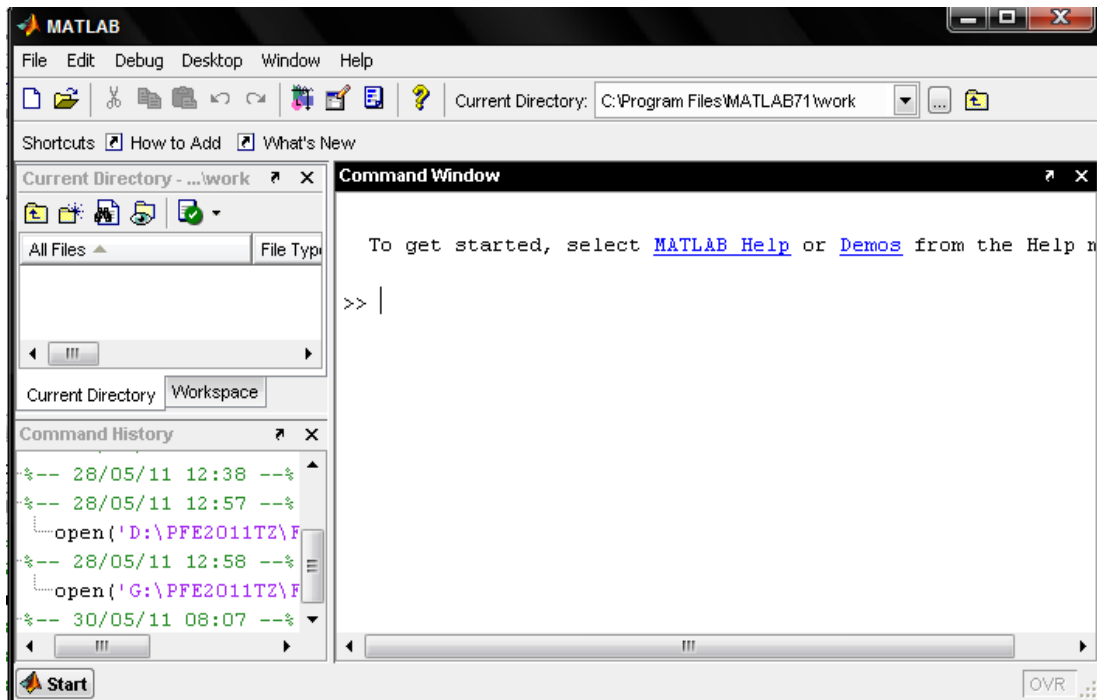 MATLAB
File Edit Debug Desktop Window Help
Current Directory: C:\Program Files\MATLAB71\work
Shortcuts How to Add What's New
Current Directory - ...\work
All Files File Typ
Current Directory Workspace
Command History
%-- 28/05/11 12:38 --%
%-- 28/05/11 12:57 --%
open('D:\PFE2011TZ\F
%-- 28/05/11 12:58 --%
open('G:\PFE2011TZ\F
%-- 30/05/11 08:07 --%
Command Window
To get started, select MATLAB Help or Demos from the Help
>>
Start
OVR